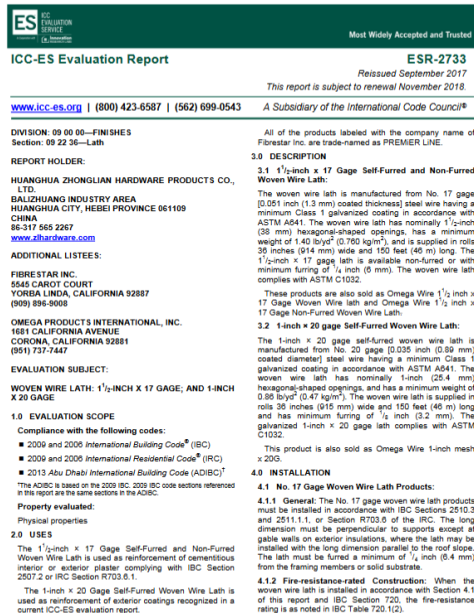 ES
ICC
EVALUATION
SERVICE
Most Widely Accepted and Trusted
ICC-ES Evaluation Report
ESR-2733
Reissued September 2017
This report is subject to renewal November 2018.
www.icc-es.org | (800) 423-6587 | (562) 699-0543
A Subsidiary of the International Code Council®
DIVISION: 09 00 00—FINISHES
Section: 09 22 36—Lath
REPORT HOLDER:
HUANGHUA ZHONGLIAN HARDWARE PRODUCTS CO.,
LTD.
BALIZHUANG INDUSTRY AREA
HUANGHUA CITY, HEBEI PROVINCE 061109
CHINA
86-317 565 2267
www.zlhardware.com
ADDITIONAL LISTEES:
FIBRESTAR INC.
5545 CAROT COURT
YORBA LINDA, CALIFORNIA 92887
(909) 896-9008
OMEGA PRODUCTS INTERNATIONAL, INC.
1681 CALIFORNIA AVENUE
CORONA, CALIFORNIA 92881
(951) 737-7447
EVALUATION SUBJECT:
WOVEN WIRE LATH: 1¹/₂-INCH X 17 GAGE; AND 1-INCH
X 20 GAGE
1.0 EVALUATION SCOPE
Compliance with the following codes:
■ 2009 and 2006 International Building Code® (IBC)
■ 2009 and 2006 International Residential Code® (IRC)
■ 2013 Abu Dhabi International Building Code (ADIBC)†
†The ADIBC is based on the 2009 IBC. 2009 IBC code sections referenced
in this report are the same sections in the ADIBC.
Property evaluated:
Physical properties
2.0 USES
The 1¹/₂-inch × 17 Gage Self-Furred and Non-Furred
Woven Wire Lath is used as reinforcement of cementitious
interior or exterior plaster complying with IBC Section
2507.2 or IRC Section R703.6.1.
The 1-inch × 20 Gage Self-Furred Woven Wire Lath is
used as reinforcement of exterior coatings recognized in a
current ICC-ES evaluation report.
All of the products labeled with the company name of
Fibrestar Inc. are trade-named as PREMIER LiNE.
3.0 DESCRIPTION
3.1 1¹/₂-inch x 17 Gage Self-Furred and Non-Furred
Woven Wire Lath:
The woven wire lath is manufactured from No. 17 gage
[0.051 inch (1.3 mm) coated thickness] steel wire having a
minimum Class 1 galvanized coating in accordance with
ASTM A641. The woven wire lath has nominally 1¹/₂-inch
(38 mm) hexagonal-shaped openings, has a minimum
weight of 1.40 lb/yd² (0.760 kg/m²), and is supplied in rolls
36 inches (914 mm) wide and 150 feet (46 m) long. The
1¹/₂-inch × 17 gage lath is available non-furred or with
minimum furring of ¹/₄ inch (6 mm). The woven wire lath
complies with ASTM C1032.
These products are also sold as Omega Wire 1¹/₂ inch x
17 Gage Woven Wire Lath and Omega Wire 1¹/₂ inch x
17 Gage Non-Furred Woven Wire Lath.
3.2 1-inch × 20 gage Self-Furred Woven Wire Lath:
The 1-inch × 20 gage self-furred woven wire lath is
manufactured from No. 20 gage [0.035 inch (0.89 mm)
coated diameter] steel wire having a minimum Class 1
galvanized coating in accordance with ASTM A641. The
woven wire lath has nominally 1-inch (25.4 mm)
hexagonal-shaped openings, and has a minimum weight of
0.86 lb/yd² (0.47 kg/m²). The woven wire lath is supplied in
rolls 36 inches (915 mm) wide and 150 feet (46 m) long
and has minimum furring of ¹/₈ inch (3.2 mm). The
galvanized 1-inch × 20 gage lath complies with ASTM
C1032.
This product is also sold as Omega Wire 1-inch mesh
x 20G.
4.0 INSTALLATION
4.1 No. 17 Gage Woven Wire Lath Products:
4.1.1 General: The No. 17 gage woven wire lath products
must be installed in accordance with IBC Sections 2510.3
and 2511.1.1, or Section R703.6 of the IRC. The long
dimension must be perpendicular to supports except at
gable walls on exterior insulations, where the lath may be
installed with the long dimension parallel to the roof slope.
The lath must be furred a minimum of ¹/₄ inch (6.4 mm)
from the framing members or solid substrate.
4.1.2 Fire-resistance-rated Construction: When the
woven wire lath is installed in accordance with Section 4.0
of this report and IBC Section 720, the fire-resistance
rating is as noted in IBC Table 720.1(2).